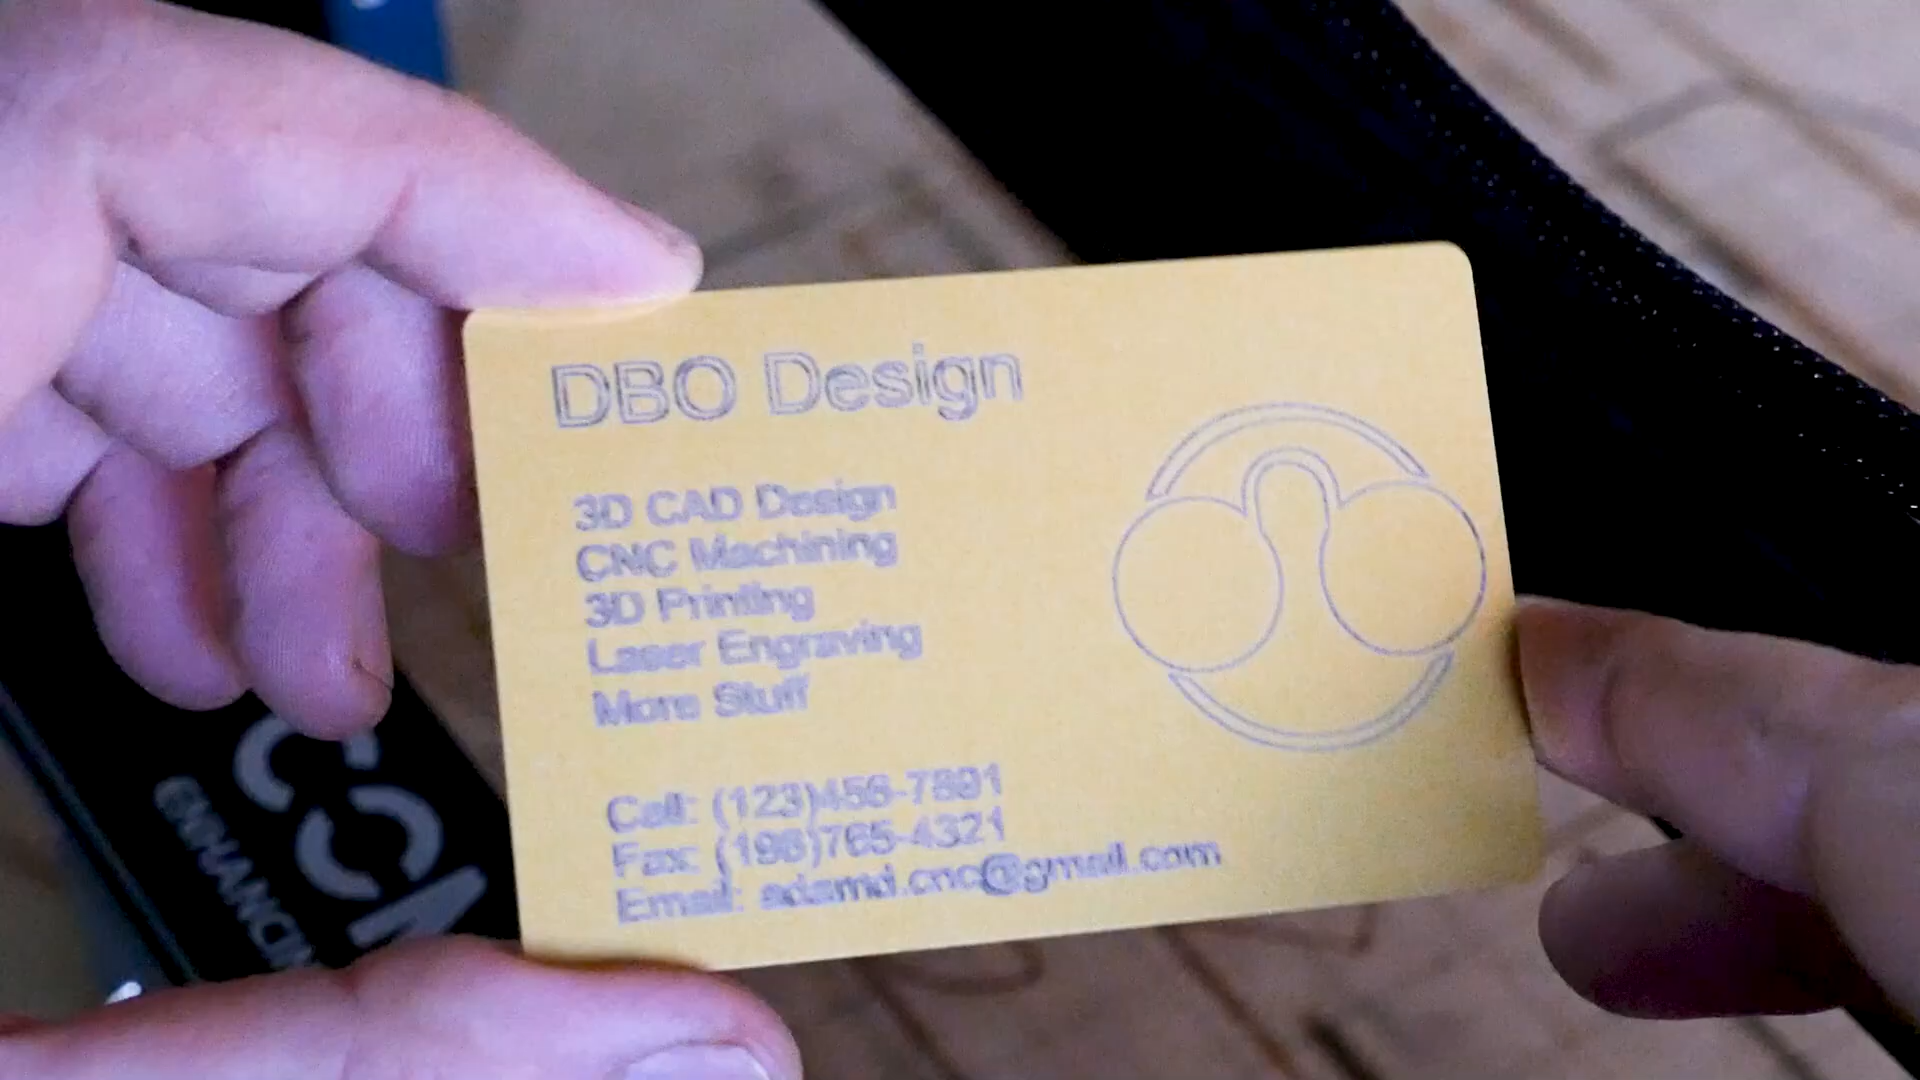 DBO Design
3D CAD Design
CNC Machining
3D Printing
Laser Engraving
More Stuff
Call: (123)456-7891
Fax: (198)765-4321
Email: adamd.cnc@gmail.com